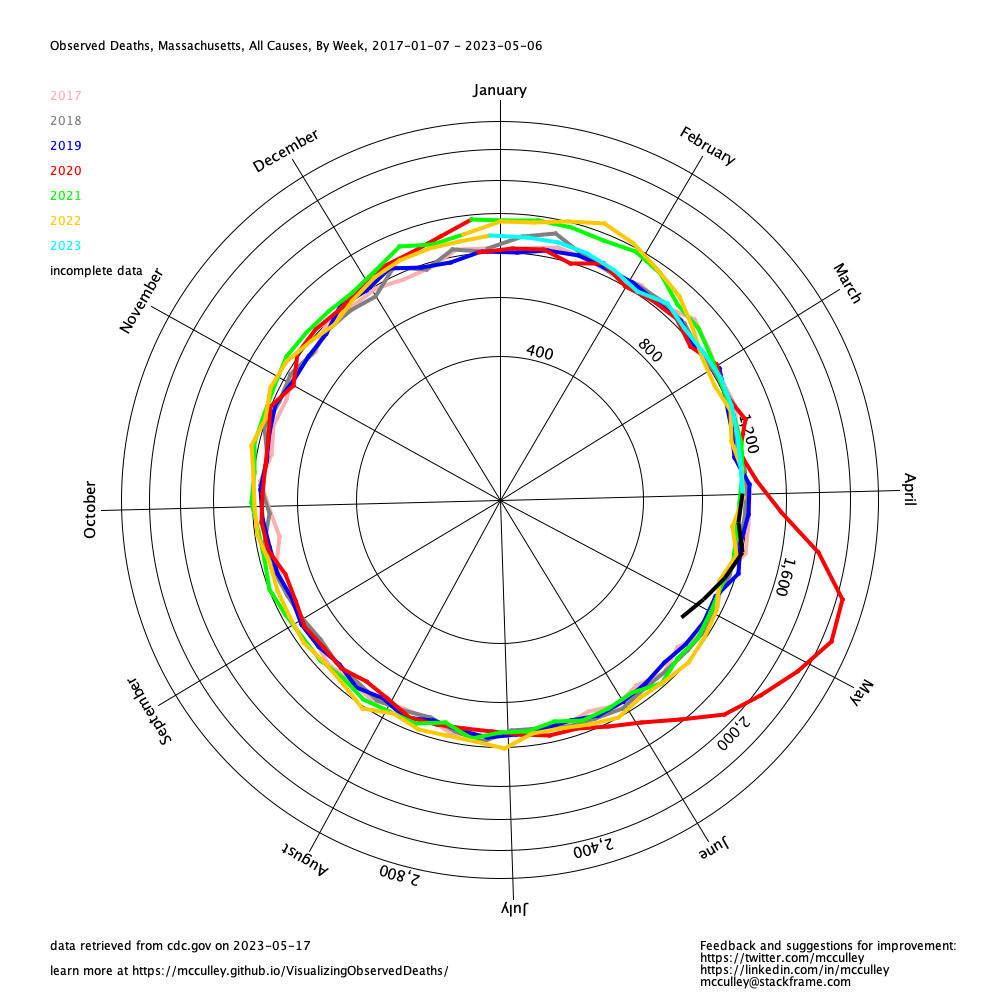 Observed Deaths, Massachusetts, All Causes, By Week, 2017-01-07 - 2023-05-06
2017
2018
2019
2020
2021
2022
2023
incomplete data
January
February
March
April
May
June
July
August
September
October
November
December
400
800
1,200
1,600
2,000
2,400
2,800
data retrieved from cdc.gov on 2023-05-17
learn more at https://mcculley.github.io/VisualizingObservedDeaths/
Feedback and suggestions for improvement:
https://twitter.com/mcculley
https://linkedin.com/in/mcculley
mcculley@stackframe.com